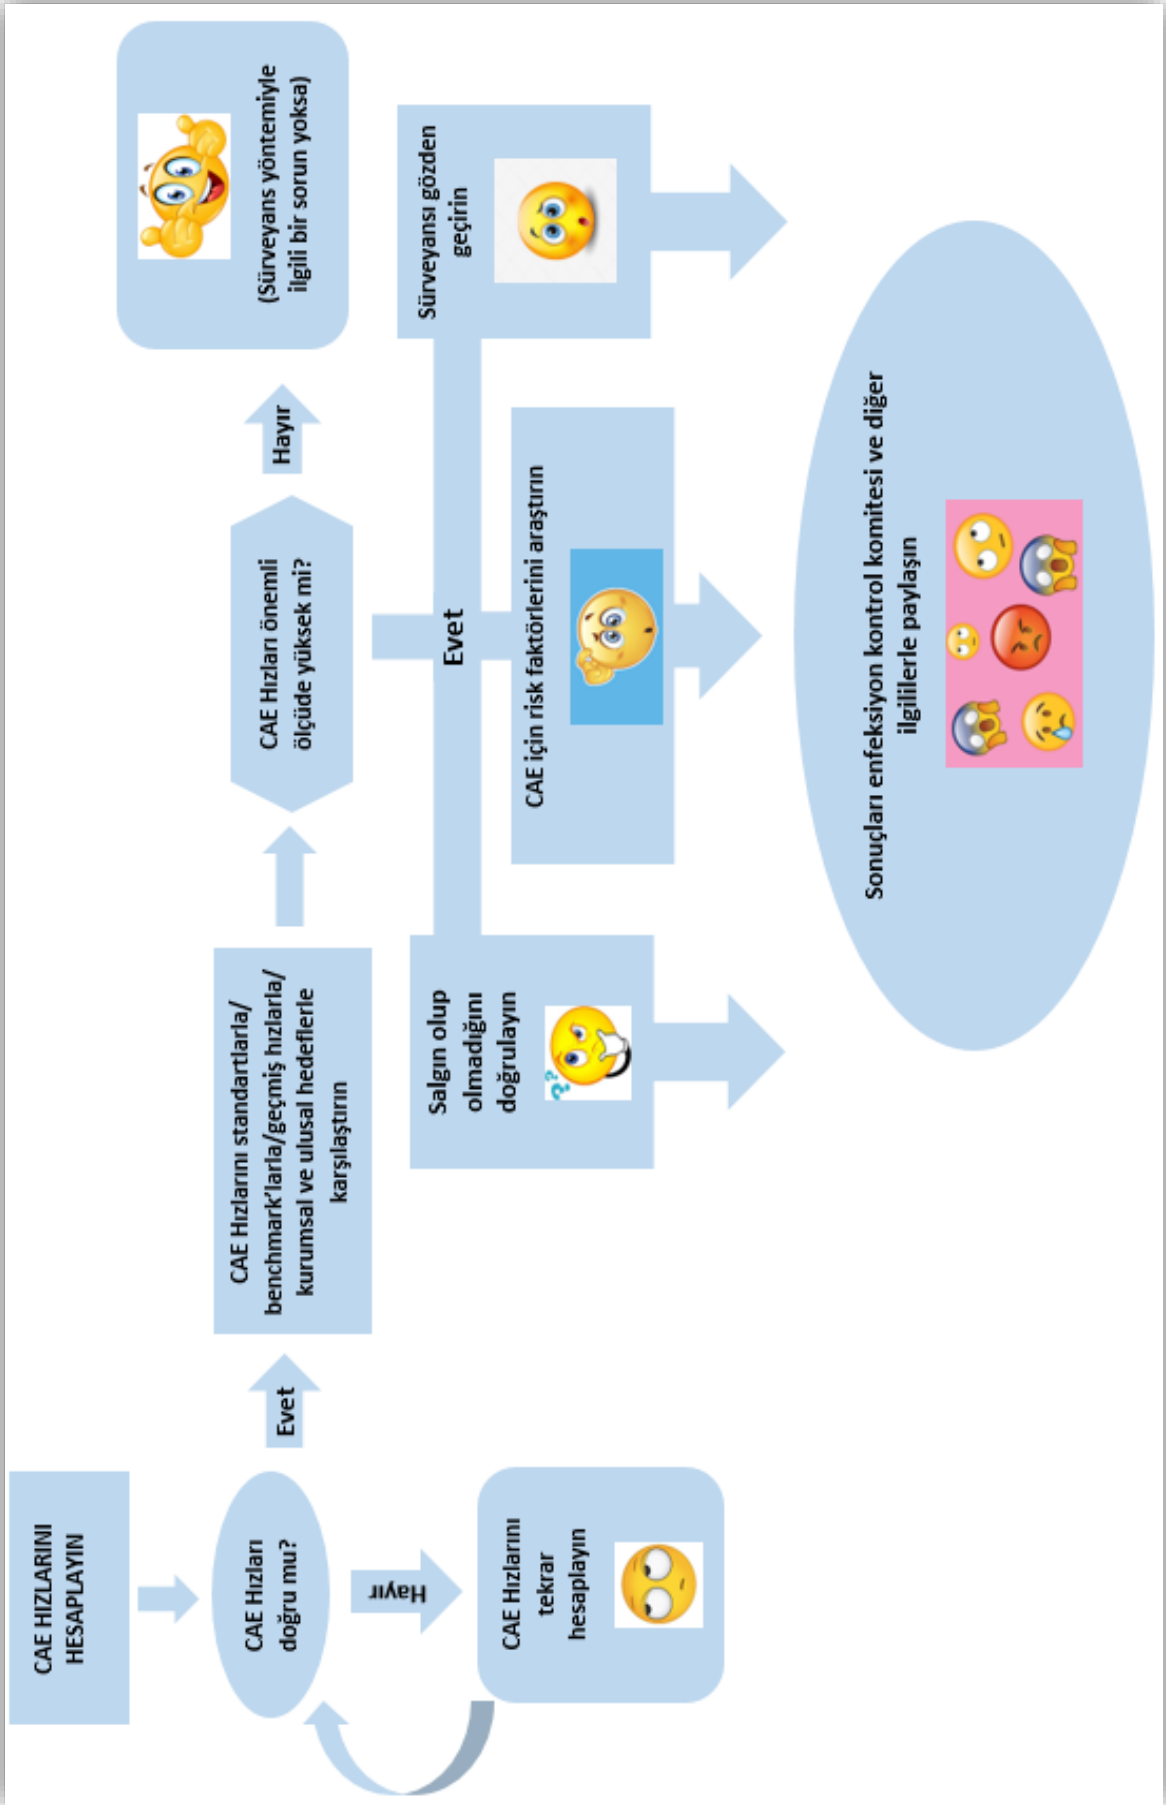 CAE HIZLARINI
HESAPLAYIN
CAE Hızları
doğru mu?
Hayır
CAE Hızlarını
tekrar
hesaplayın
Evet
CAE Hızlarını standartlarla/
benchmark'larla/geçmiş hızlarla/
kurumsal ve ulusal hedeflerle
karşılaştırın
CAE Hızları önemli
ölçüde yüksek mi?
Hayır
(Sürveyans yöntemiyle
ilgili bir sorun yoksa)
Evet
Salgın olup
olmadığını
doğrulayın
CAE için risk faktörlerini araştırın
Sürveyansı gözden
geçirin
Sonuçları enfeksiyon kontrol komitesi ve diğer
ilgililerle paylaşın